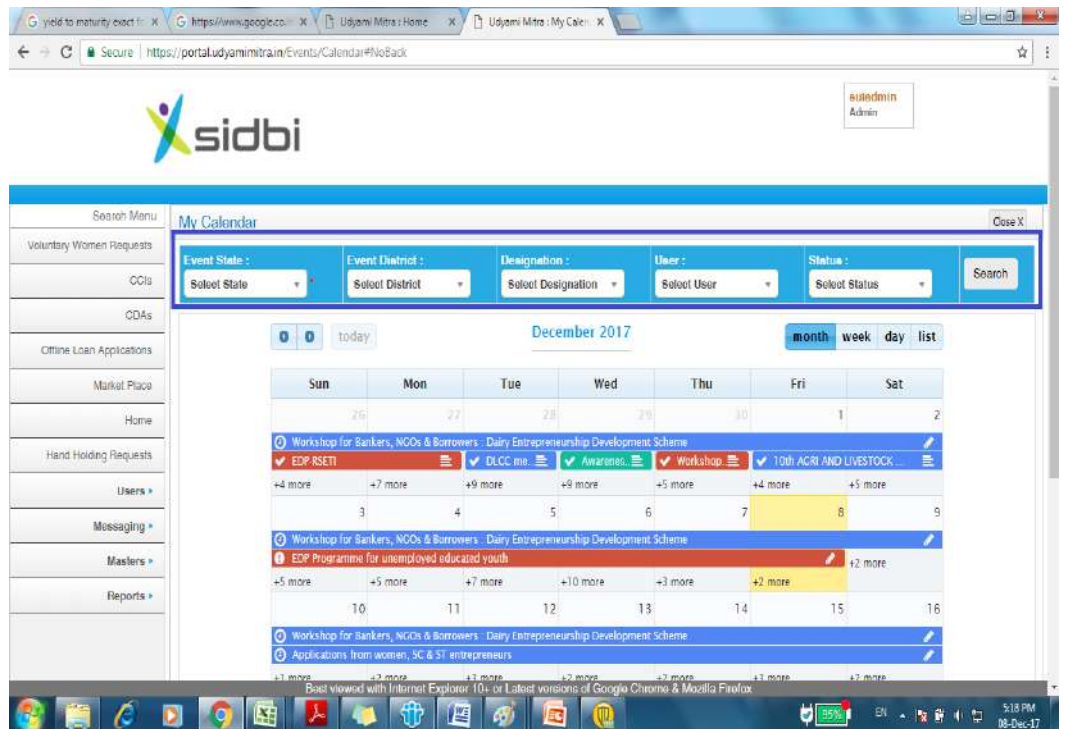 yield to maturity exact fo
https://www.google.co
Udyami Mitra : Home
Udyami Mitra : My Calen
Secure https://portal.udyamimitra.in/Events/Calendar#NoBack
sidbi
Admin
Search Menu
My Calendar
Close X
Voluntary Women Requests
CCIs
CDAs
Offline Loan Applications
Market Place
Home
Hand Holding Requests
Users
Messaging
Masters
Reports
Event State : Event District : Designation : User : Status :
Select State * Select District Select Designation Select User Select Status Search
today December 2017 month week day list
Sun Mon Tue Wed Thu Fri Sat
26 27 28 29 30 1 2
Workshop for Bankers, NGOs & Borrowers : Dairy Entrepreneurship Development Scheme
EDP-RSETI DLCC me.. Awarenes.. Workshop.. 10th AGRI AND LIVESTOCK ...
+4 more +7 more +9 more +9 more +5 more +4 more +5 more
3 4 5 6 7 8 9
Workshop for Bankers, NGOs & Borrowers : Dairy Entrepreneurship Development Scheme
EDP Programme for unemployed educated youth
+2 more
+5 more +5 more +7 more +10 more +3 more +2 more
10 11 12 13 14 15 16
Workshop for Bankers, NGOs & Borrowers : Dairy Entrepreneurship Development Scheme
Applications from women, SC & ST entrepreneurs
Best viewed with Internet Explorer 10+ or Latest versions of Google Chrome & Mozilla Firefox
95% EN 5:18 PM
08-Dec-17